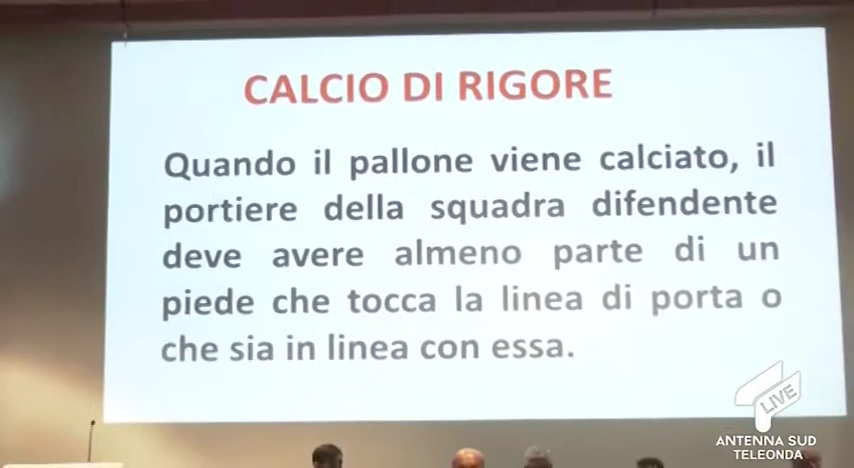 CALCIO DI RIGORE
Quando il pallone viene calciato, il
portiere della squadra difendente
deve avere almeno parte di un
piede che tocca la linea di porta o
che sia in linea con essa.
LIVE
ANTENNA SUD
TELEONDA